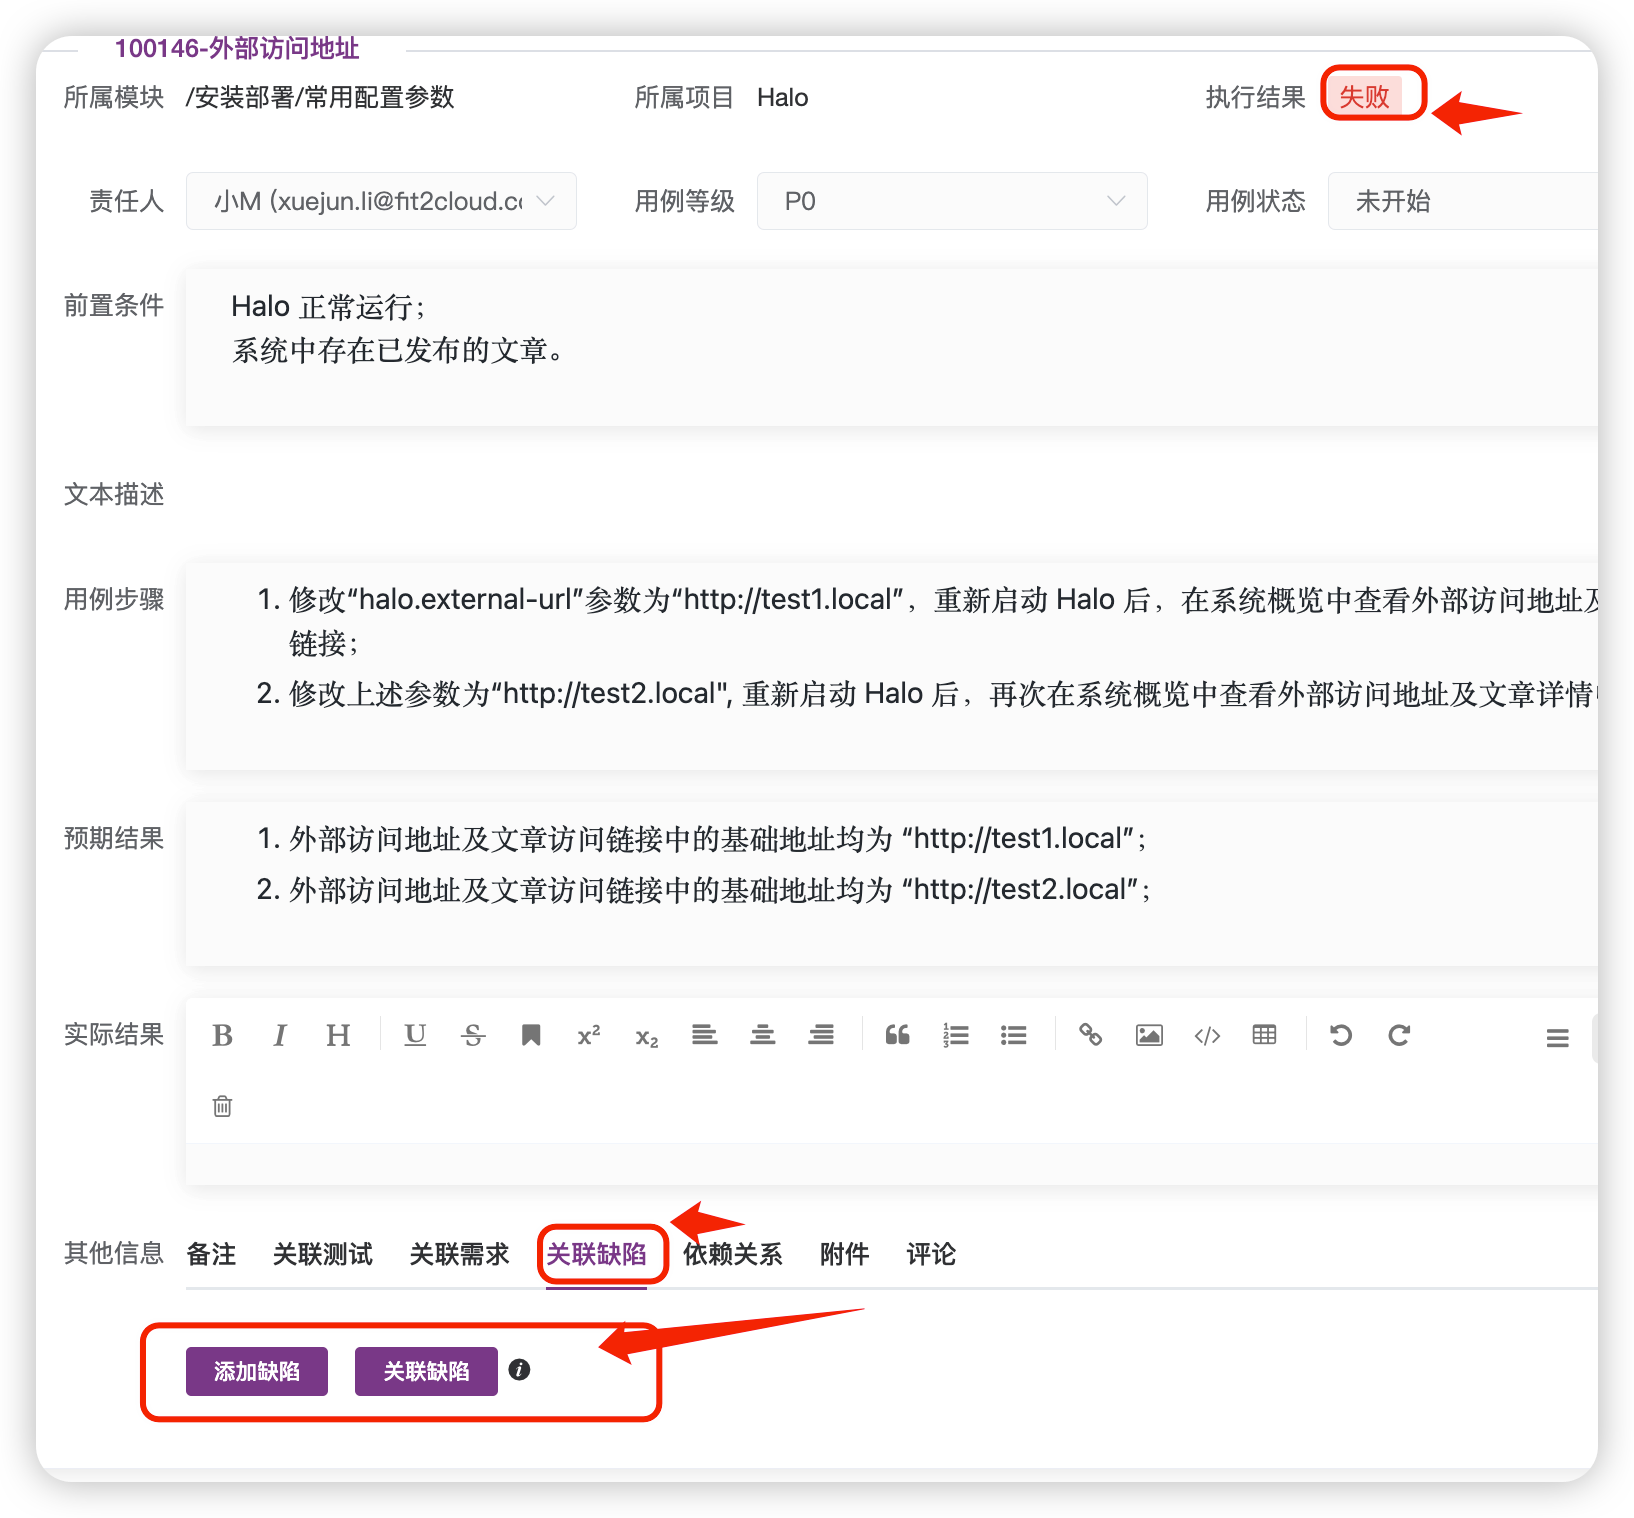 100146-外部访问地址
所属模块 /安装部署/常用配置参数 所属项目 Halo 执行结果 失败
责任人 小M (xuejun.li@fit2cloud.cc 用例等级 P0 用例状态 未开始
前置条件 Halo 正常运行；
系统中存在已发布的文章。
文本描述
用例步骤 1. 修改“halo.external-url”参数为“http://test1.local”，重新启动 Halo 后，在系统概览中查看外部访问地址及
链接；
2. 修改上述参数为“http://test2.local", 重新启动 Halo 后，再次在系统概览中查看外部访问地址及文章详情
预期结果 1. 外部访问地址及文章访问链接中的基础地址均为 “http://test1.local”；
2. 外部访问地址及文章访问链接中的基础地址均为 “http://test2.local”；
实际结果 B I H U S x² x₂
其他信息 备注 关联测试 关联需求 关联缺陷 依赖关系 附件 评论
添加缺陷 关联缺陷